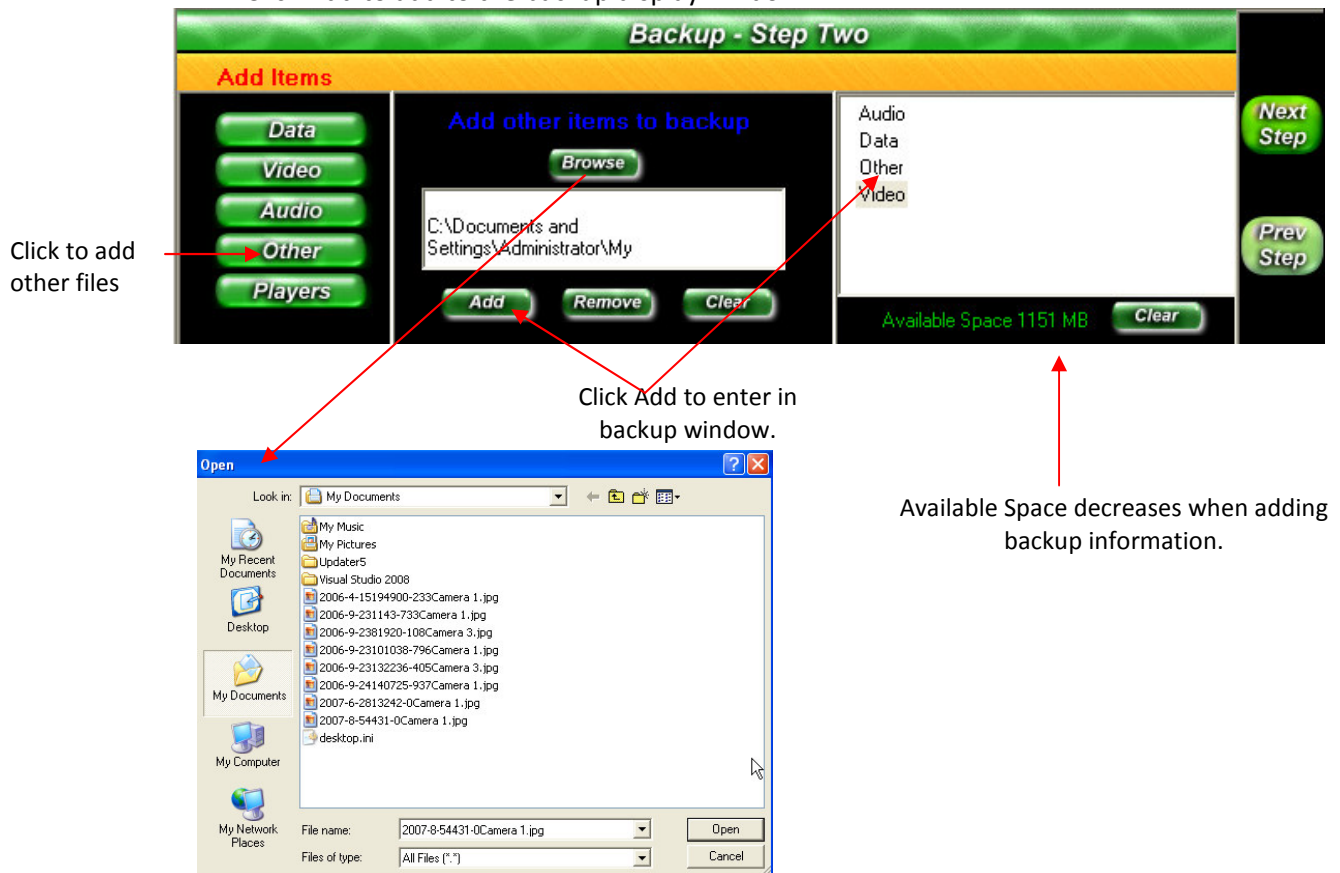 Backup - Step Two
Add Items
Data
Video
Audio
Other
Players
Click to add
other files
Add other items to backup
Browse
C:\Documents and
Settings\Administrator\My
Add
Remove
Clear
Audio
Data
Other
Video
Available Space 1151 MB
Clear
Next
Step
Prev
Step
Click Add to enter in
backup window.
Available Space decreases when adding
backup information.
Open
Look in:
My Documents
My Recent
Documents
Desktop
My Documents
My Computer
My Network
Places
My Music
My Pictures
Updater5
Visual Studio 2008
2006-4-15194900-233Camera 1.jpg
2006-9-231143-733Camera 1.jpg
2006-9-2381920-108Camera 3.jpg
2006-9-23101038-796Camera 1.jpg
2006-9-23132236-405Camera 3.jpg
2006-9-24140725-937Camera 1.jpg
2007-6-2813242-0Camera 1.jpg
2007-8-54431-0Camera 1.jpg
desktop.ini
File name:
2007-8-54431-0Camera 1.jpg
Open
Files of type:
All Files (*.*)
Cancel